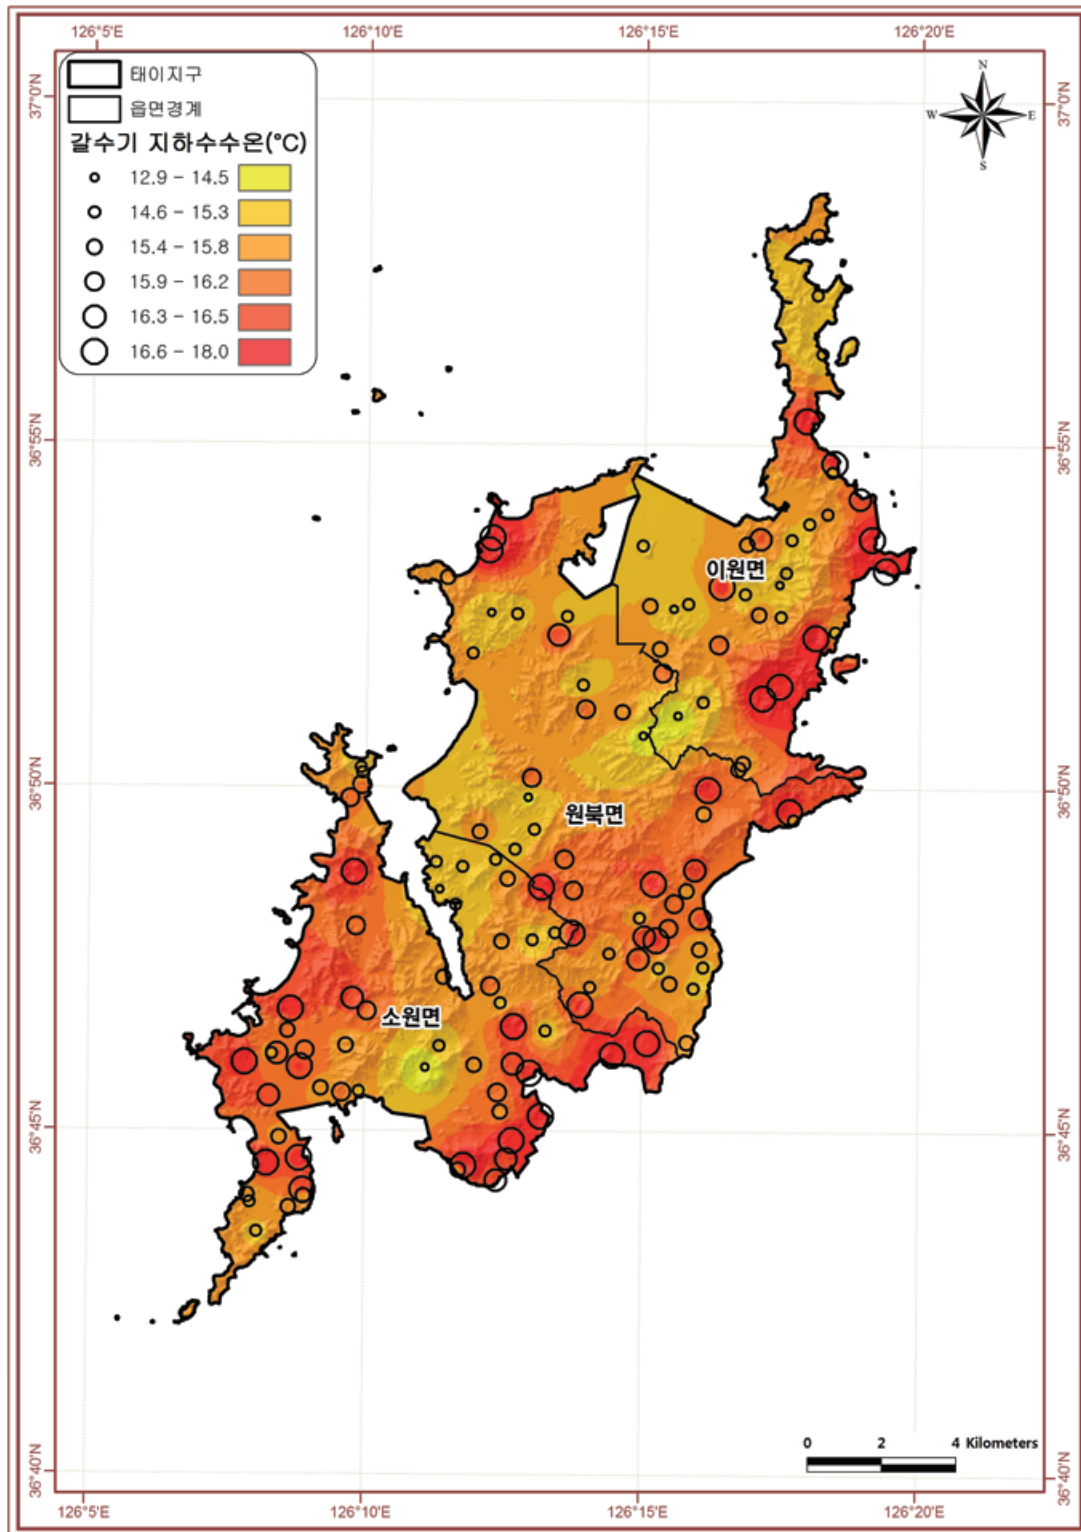 126°5'E 126°10'E 126°15'E 126°20'E
태이지구
읍면경계
갈수기 지하수수온(°C)
12.9 - 14.5
14.6 - 15.3
15.4 - 15.8
15.9 - 16.2
16.3 - 16.5
16.6 - 18.0
N
W E
S
37°0'N 37°0'N
36°55'N 36°55'N
이원면
36°50'N 36°50'N
원북면
소원면
36°45'N 36°45'N
0 2 4 Kilometers
36°40'N 36°40'N
126°5'E 126°10'E 126°15'E 126°20'E